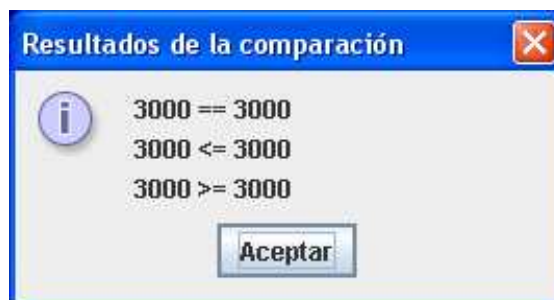 Resultados de la comparación
3000 == 3000
3000 <= 3000
3000 >= 3000
Aceptar